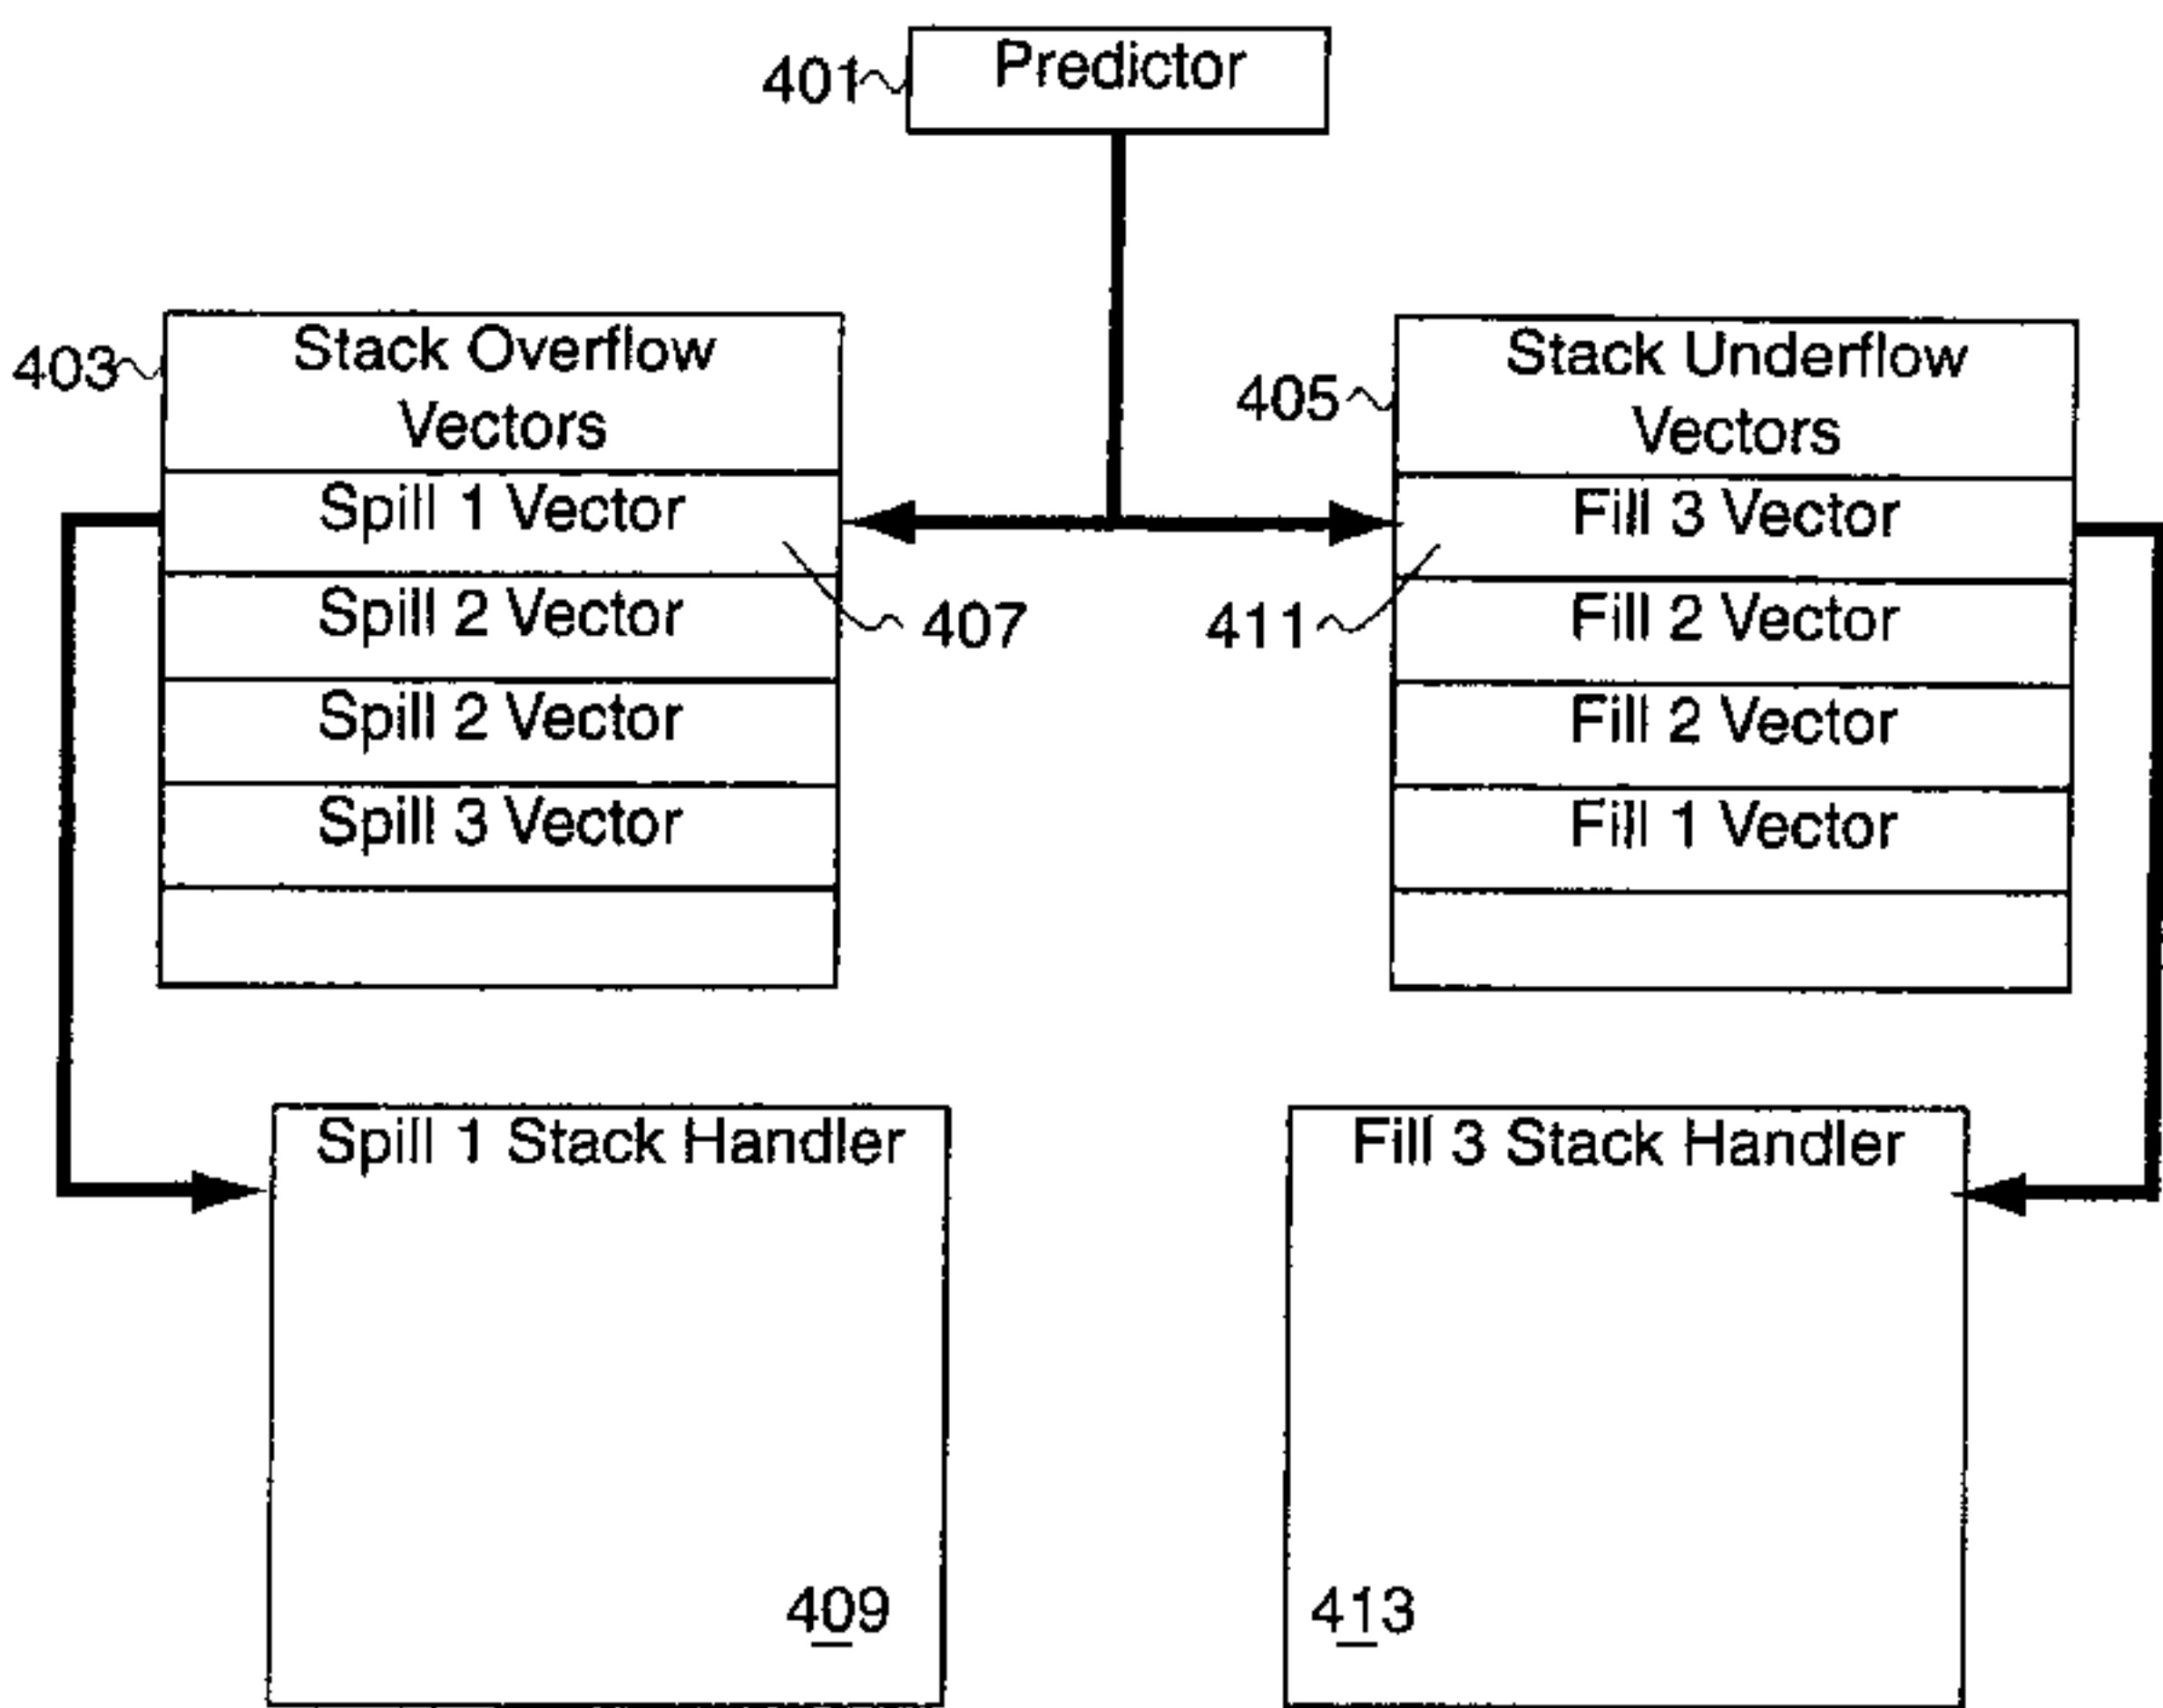 Predictor
401
Stack Overflow
Vectors
403
Spill 1 Vector
407
Spill 2 Vector
Spill 2 Vector
Spill 3 Vector
Stack Underflow
Vectors
405
Fill 3 Vector
411
Fill 2 Vector
Fill 2 Vector
Fill 1 Vector
Spill 1 Stack Handler
409
Fill 3 Stack Handler
413